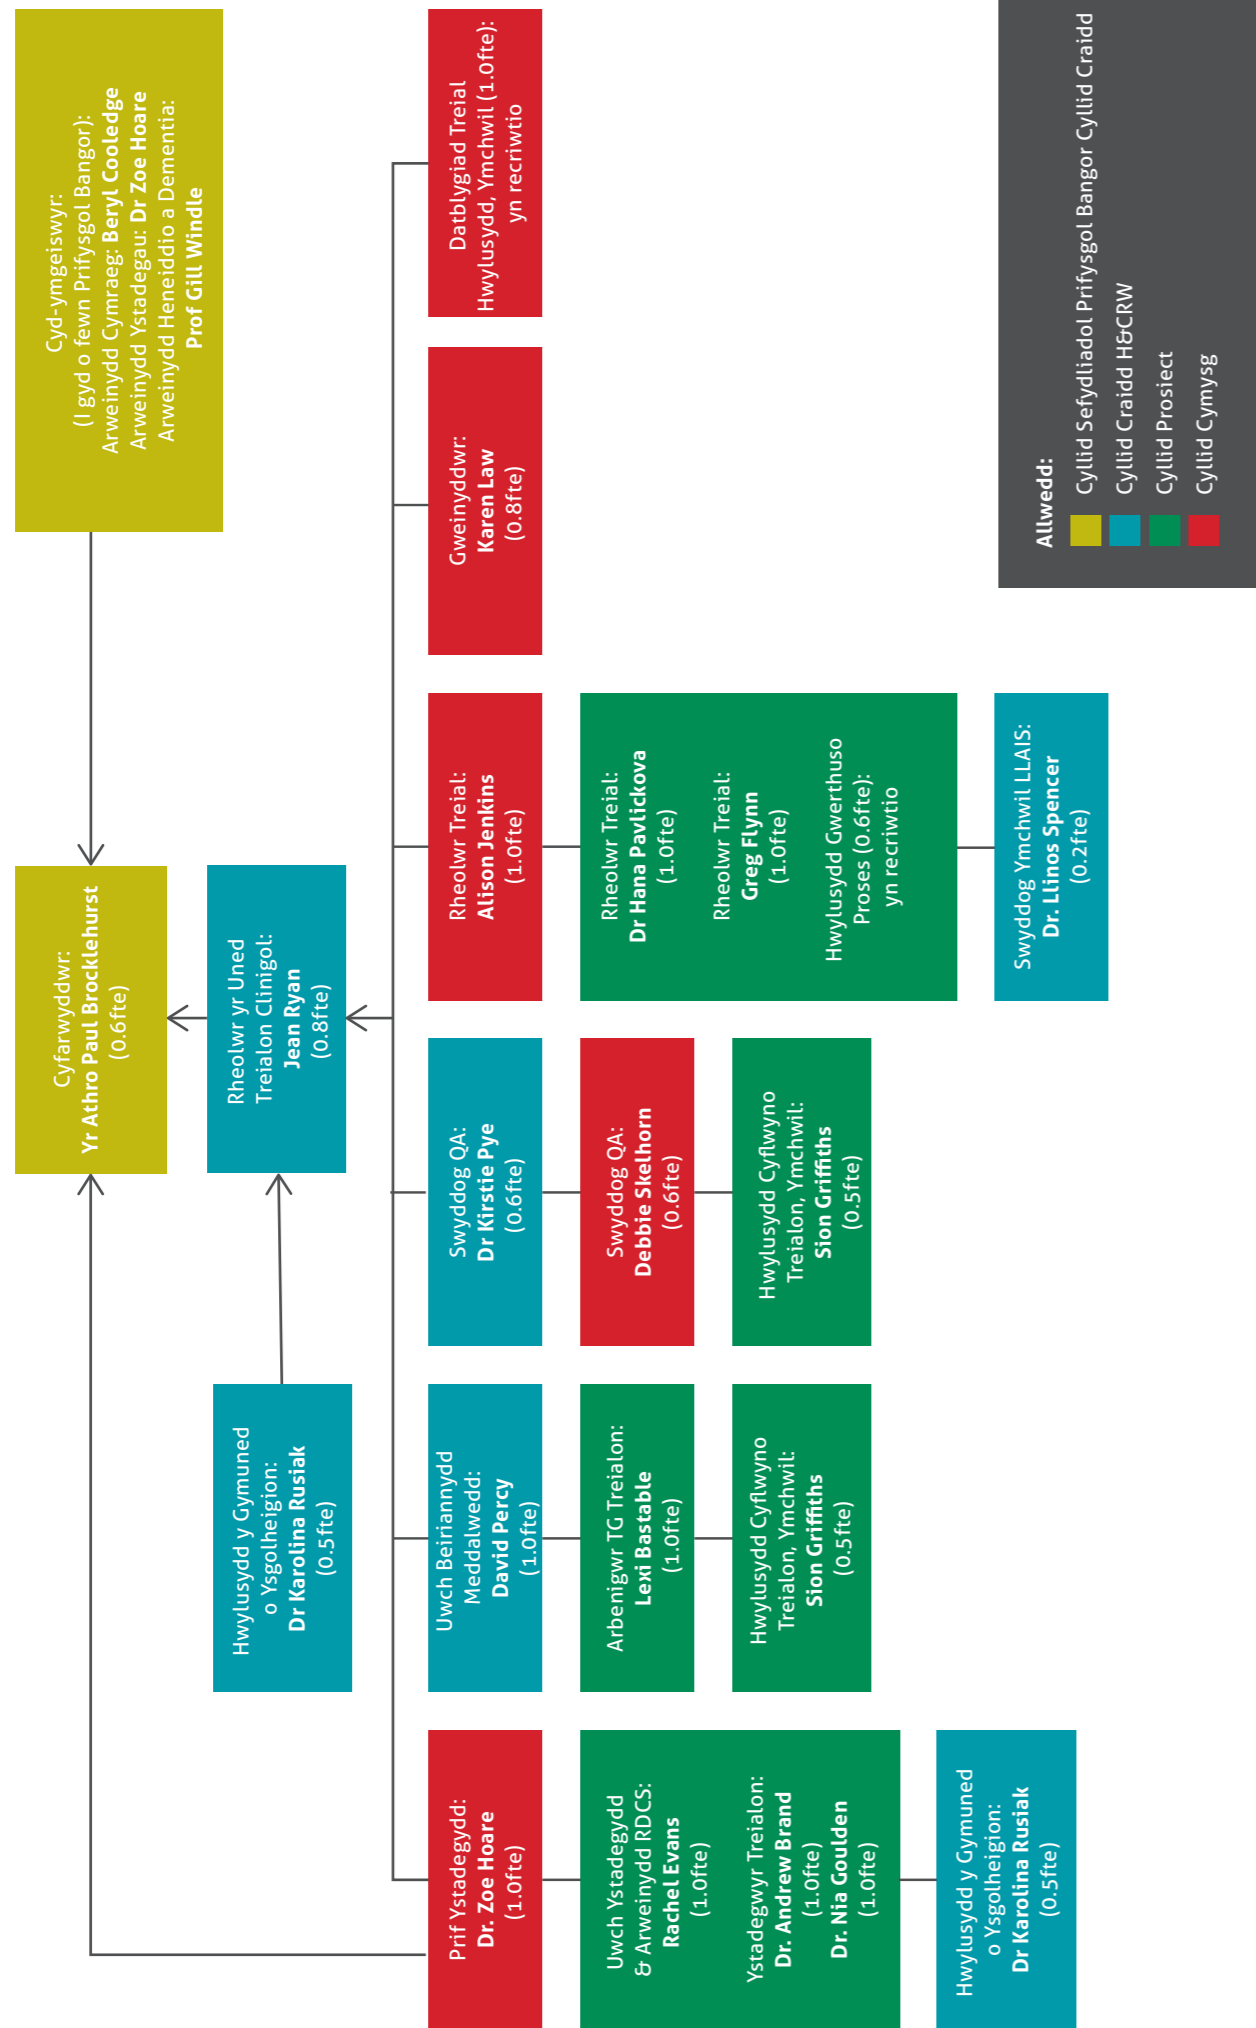 Cyd-ymgeiswyr:
(I gyd o fewn Prifysgol Bangor):
Arweinydd Cymraeg: Beryl Cooledge
Arweinydd Ystadegau: Dr Zoe Hoare
Arweinydd Heneiddio a Dementia:
Prof Gill Windle
Cyfarwyddwr:
Yr Athro Paul Brocklehurst
(0.6fte)
Rheolwr yr Uned
Treialon Clinigol:
Jean Ryan
(0.8fte)
Hwylusydd y Gymuned
o Ysgolheigion:
Dr Karolina Rusiak
(0.5fte)
Prif Ystadegydd:
Dr. Zoe Hoare
(1.0fte)
Uwch Ystadegydd
& Arweinydd RDCS:
Rachel Evans
(1.0fte)
Ystadegwyr Treialon:
Dr. Andrew Brand
(1.0fte)
Dr. Nia Goulden
(1.0fte)
Hwylusydd y Gymuned
o Ysgolheigion:
Dr Karolina Rusiak
(0.5fte)
Uwch Beiriannydd
Meddalwedd:
David Percy
(1.0fte)
Arbenigwr TG Treialon:
Lexi Bastable
(1.0fte)
Hwylusydd Cyflwyno
Treialon, Ymchwil:
Sion Griffiths
(0.5fte)
Swyddog QA:
Dr Kirstie Pye
(0.6fte)
Swyddog QA:
Debbie Skelhorn
(0.6fte)
Hwylusydd Cyflwyno
Treialon, Ymchwil:
Sion Griffiths
(0.5fte)
Rheolwr Treial:
Alison Jenkins
(1.0fte)
Rheolwr Treial:
Dr Hana Pavlickova
(1.0fte)
Rheolwr Treial:
Greg Flynn
(1.0fte)
Hwylusydd Gwerthuso
Proses (0.6fte):
yn recriwtio
Swyddog Ymchwil LLAIS:
Dr. Llinos Spencer
(0.2fte)
Gweinyddwr:
Karen Law
(0.8fte)
Datblygiad Treial
Hwylusydd, Ymchwil (1.0fte):
yn recriwtio
Allwedd:
Cyllid Sefydliadol Prifysgol Bangor Cyllid Craidd
Cyllid Craidd H&CRW
Cyllid Prosiect
Cyllid Cymysg